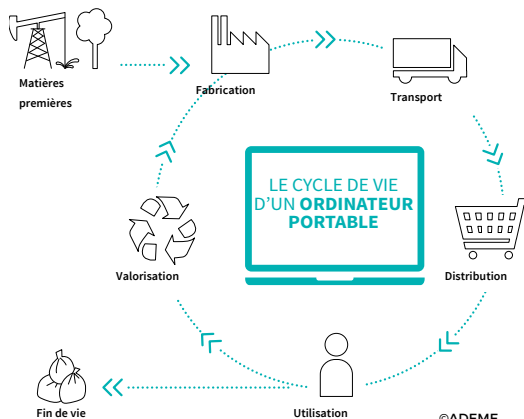 Matières
premières
Fabrication
Transport
LE CYCLE DE VIE
D'UN ORDINATEUR
PORTABLE
Valorisation
Distribution
Fin de vie
Utilisation
©ADEME